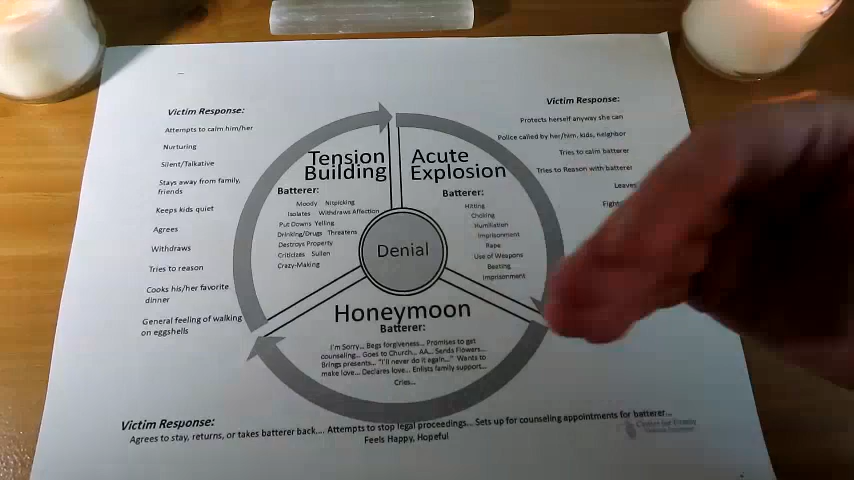 Victim Response:
Attempts to calm him/her
Nurturing
Silent/Talkative
Stays away from family,
friends
Keeps kids quiet
Agrees
Withdraws
Tries to reason
Cooks his/her favorite
dinner
General feeling of walking
on eggshells
Tension
Building
Batterer:
Moody Nitpicking
Isolates Withdraws Affection
Put Downs Yelling
Drinking/Drugs Threatens
Destroys Property
Criticizes Sullen
Crazy-Making
Acute
Explosion
Batterer:
Hitting
Choking
Humiliation
Imprisonment
Rape
Use of Weapons
Beating
Imprisonment
Victim Response:
Protects herself anyway she can
Police called by her/him, kids, neighbor
Tries to calm batterer
Tries to Reason with batterer
Leaves
Fight
Denial
Honeymoon
Batterer:
I'm Sorry... Begs forgiveness... Promises to get
counseling... Goes to Church... AA... Sends Flowers...
Brings presents... "I'll never do it again..." Wants to
make love... Declares love... Enlists family support...
Cries...
Victim Response:
Agrees to stay, returns, or takes batterer back.... Attempts to stop legal proceedings... Sets up for counseling appointments for batterer...
Feels Happy, Hopeful
Center for Family